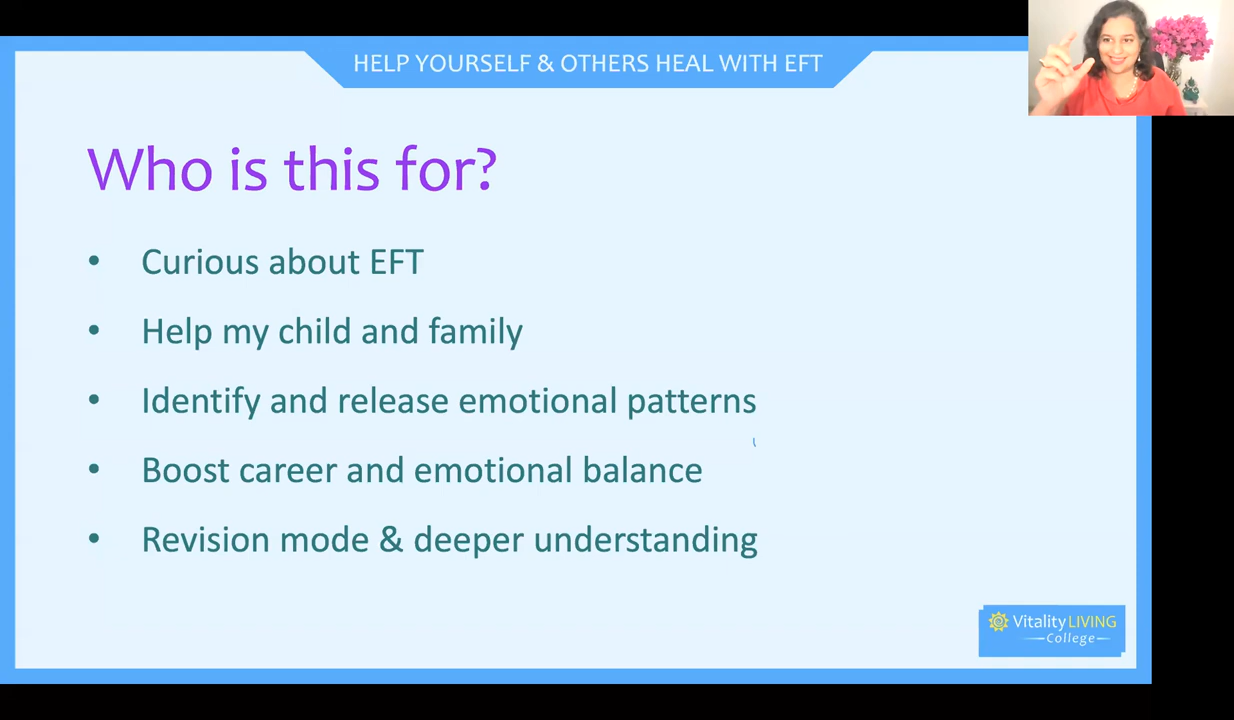 HELP YOURSELF & OTHERS HEAL WITH EFT
Who is this for?
• Curious about EFT
• Help my child and family
• Identify and release emotional patterns
• Boost career and emotional balance
• Revision mode & deeper understanding
Vitality LIVING
College